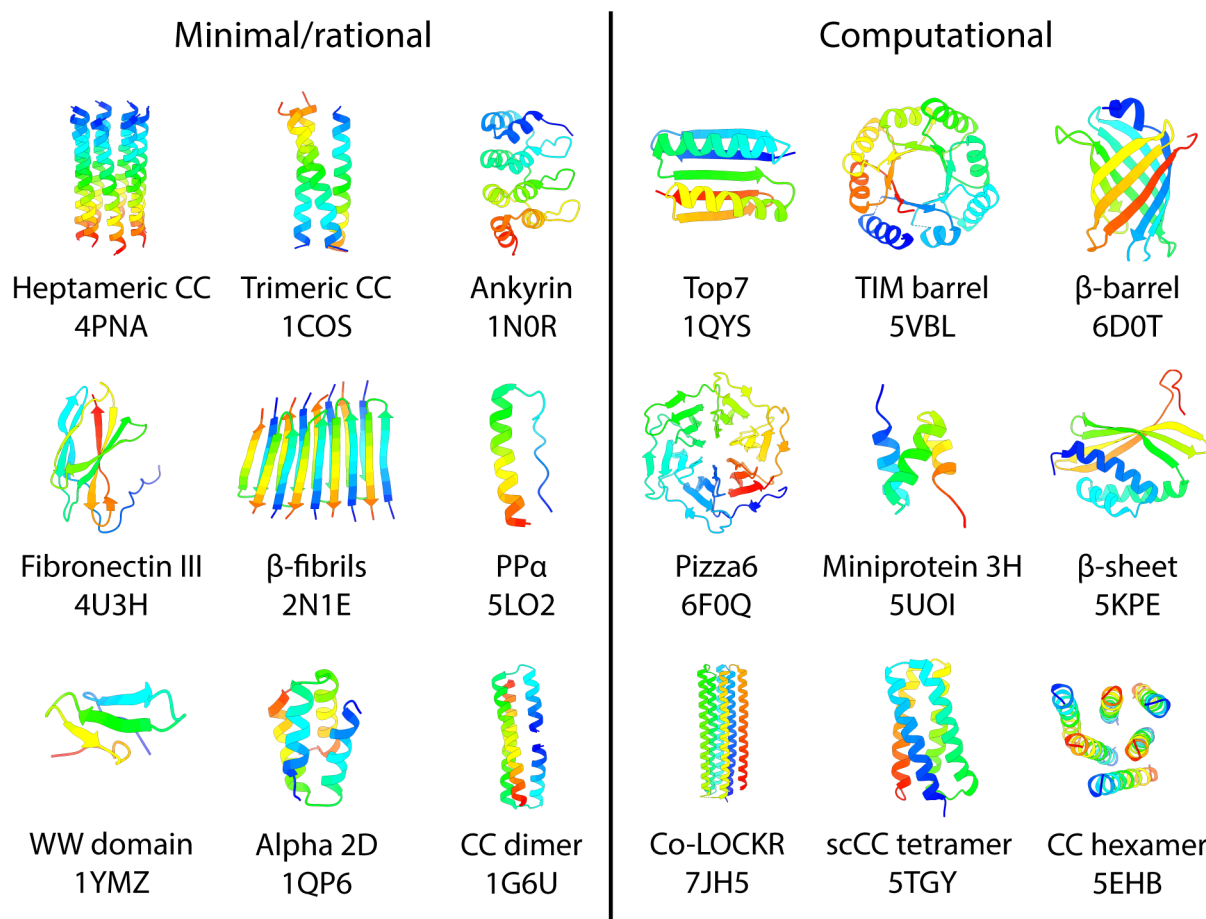 Minimal/rational
Computational
Heptameric CC
4PNA
Trimeric CC
1COS
Ankyrin
1N0R
Top7
1QYS
TIM barrel
5VBL
β-barrel
6D0T
Fibronectin III
4U3H
β-fibrils
2N1E
PPα
5LO2
Pizza6
6F0Q
Miniprotein 3H
5UOI
β-sheet
5KPE
WW domain
1YMZ
Alpha 2D
1QP6
CC dimer
1G6U
Co-LOCKR
7JH5
scCC tetramer
5TGY
CC hexamer
5EHB